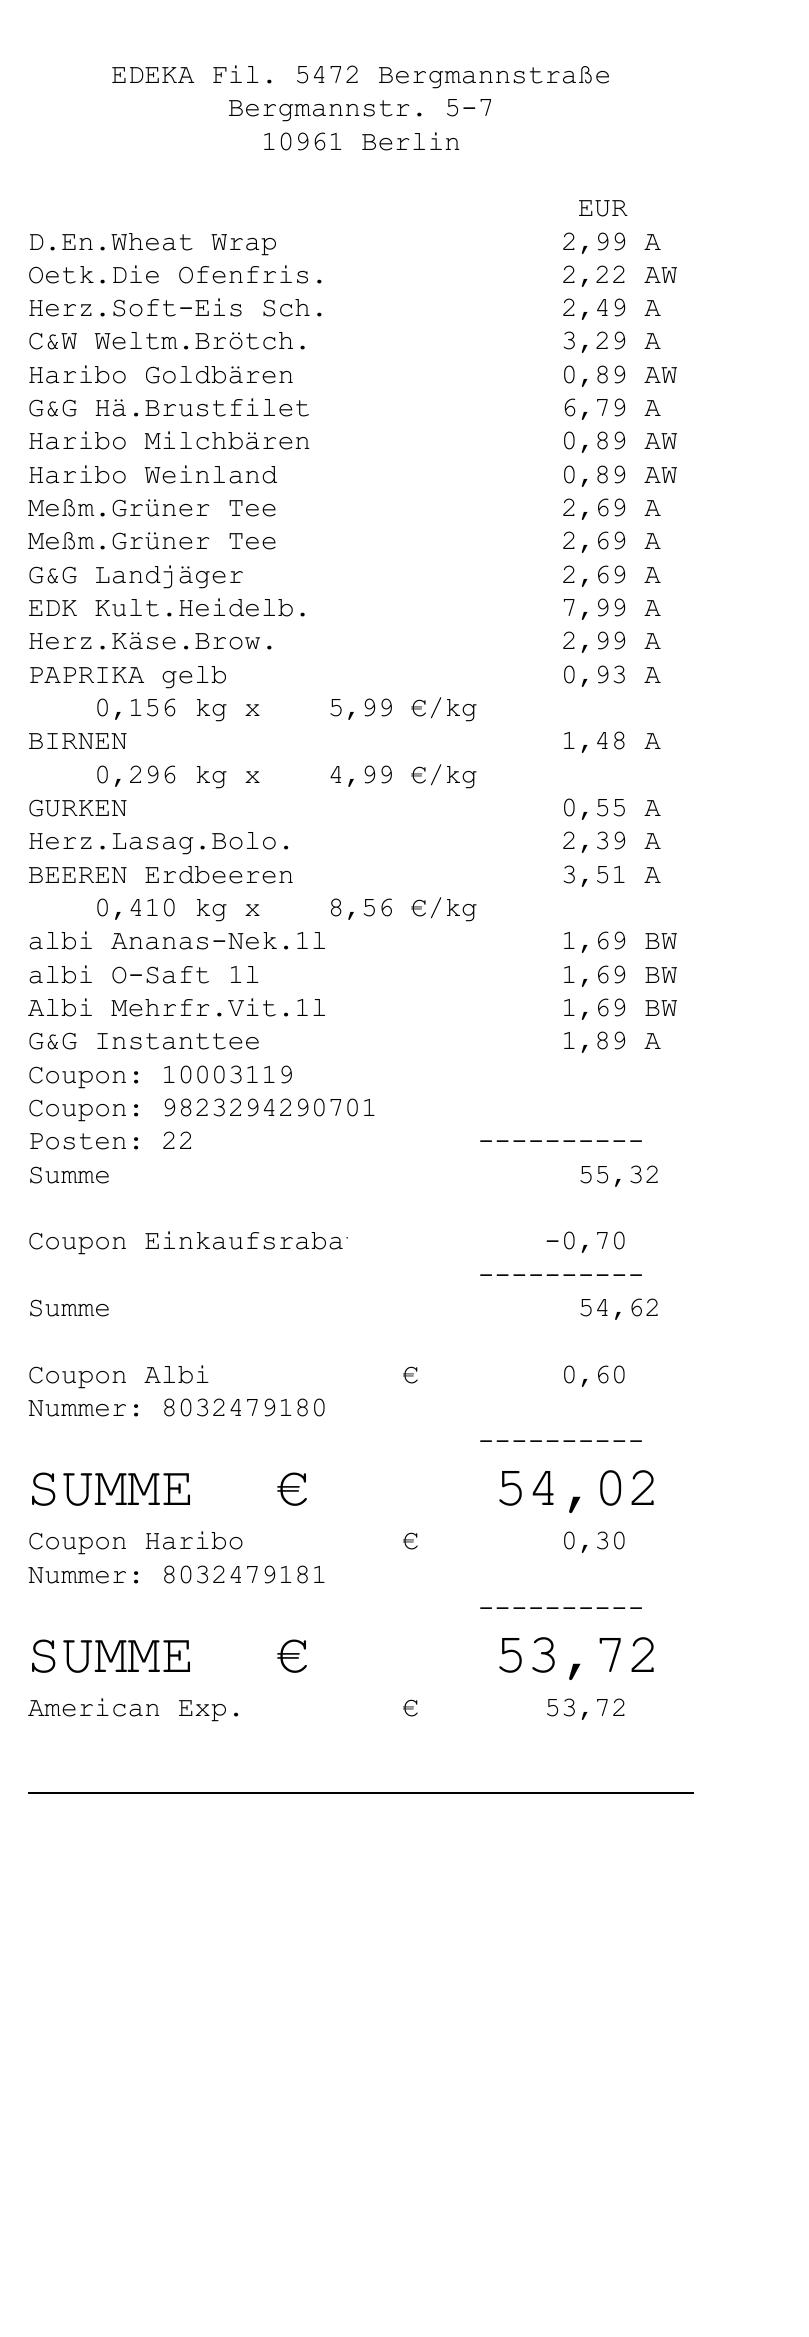 EDEKA Fil. 5472 Bergmannstraße
Bergmannstr. 5-7
10961 Berlin
EUR
D.En.Wheat Wrap 2,99 A
Oetk.Die Ofenfris. 2,22 AW
Herz.Soft-Eis Sch. 2,49 A
C&W Weltm.Brötch. 3,29 A
Haribo Goldbären 0,89 AW
G&G Hä.Brustfilet 6,79 A
Haribo Milchbären 0,89 AW
Haribo Weinland 0,89 AW
Meßm.Grüner Tee 2,69 A
Meßm.Grüner Tee 2,69 A
G&G Landjäger 2,69 A
EDK Kult.Heidelb. 7,99 A
Herz.Käse.Brow. 2,99 A
PAPRIKA gelb 0,93 A
0,156 kg x 5,99 €/kg
BIRNEN 1,48 A
0,296 kg x 4,99 €/kg
GURKEN 0,55 A
Herz.Lasag.Bolo. 2,39 A
BEEREN Erdbeeren 3,51 A
0,410 kg x 8,56 €/kg
albi Ananas-Nek.1l 1,69 BW
albi O-Saft 1l 1,69 BW
Albi Mehrfr.Vit.1l 1,69 BW
G&G Instanttee 1,89 A
Coupon: 10003119
Coupon: 9823294290701
Posten: 22 ----------
Summe 55,32
Coupon Einkaufsraba -0,70
----------
Summe 54,62
Coupon Albi € 0,60
Nummer: 8032479180
----------
SUMME € 54,02
Coupon Haribo € 0,30
Nummer: 8032479181
----------
SUMME € 53,72
American Exp. € 53,72